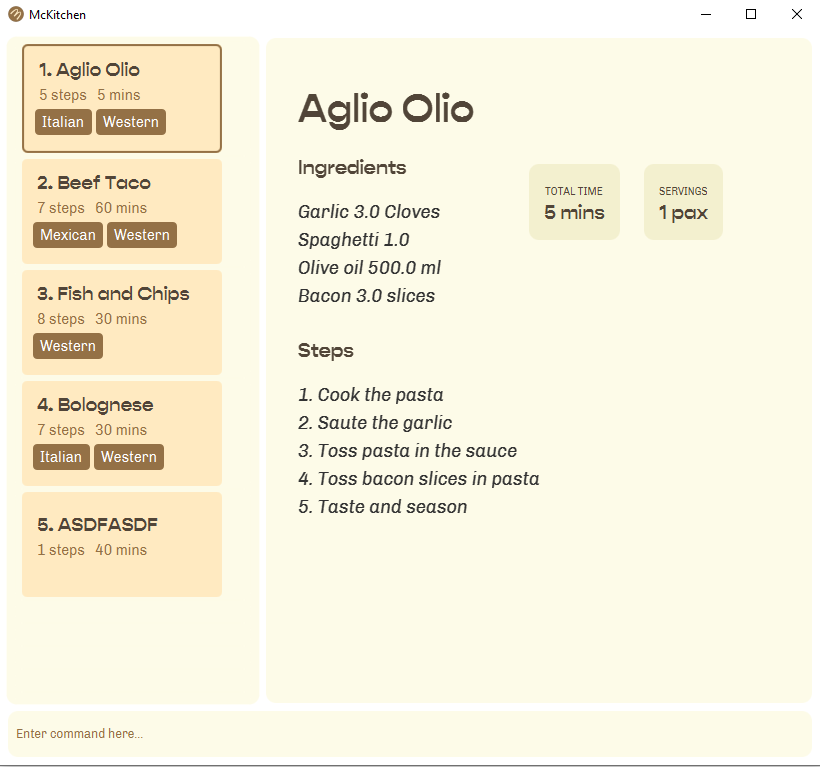 McKitchen
1. Aglio Olio
5 steps 5 mins
Italian Western
2. Beef Taco
7 steps 60 mins
Mexican Western
3. Fish and Chips
8 steps 30 mins
Western
4. Bolognese
7 steps 30 mins
Italian Western
5. ASDFASDF
1 steps 40 mins
Aglio Olio
Ingredients
Garlic 3.0 Cloves
Spaghetti 1.0
Olive oil 500.0 ml
Bacon 3.0 slices
TOTAL TIME
5 mins
SERVINGS
1 pax
Steps
1. Cook the pasta
2. Saute the garlic
3. Toss pasta in the sauce
4. Toss bacon slices in pasta
5. Taste and season
Enter command here...